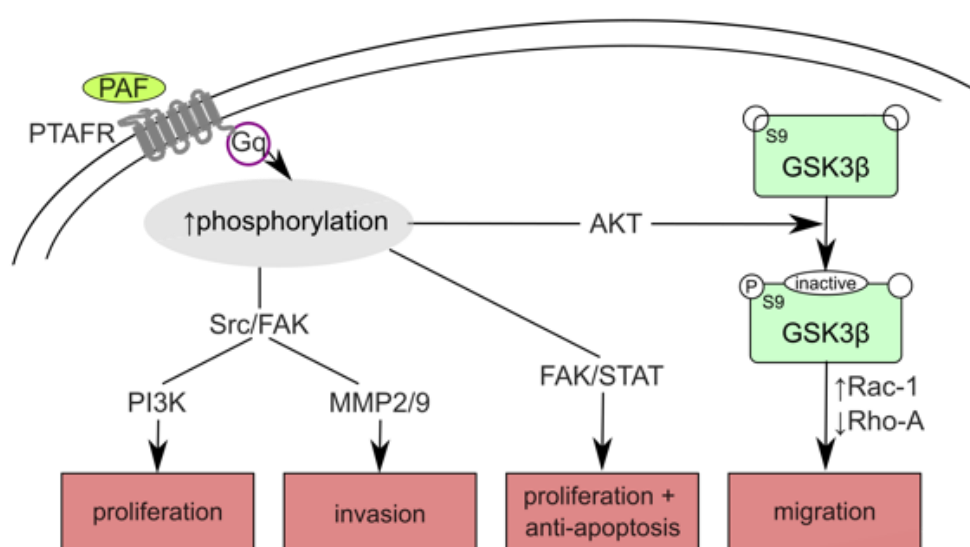 PAF
PTAFR
Gq
↑phosphorylation
AKT
S9
GSK3β
P
inactive
S9
GSK3β
Src/FAK
PI3K
MMP2/9
FAK/STAT
↑Rac-1
↓Rho-A
proliferation
invasion
proliferation +
anti-apoptosis
migration